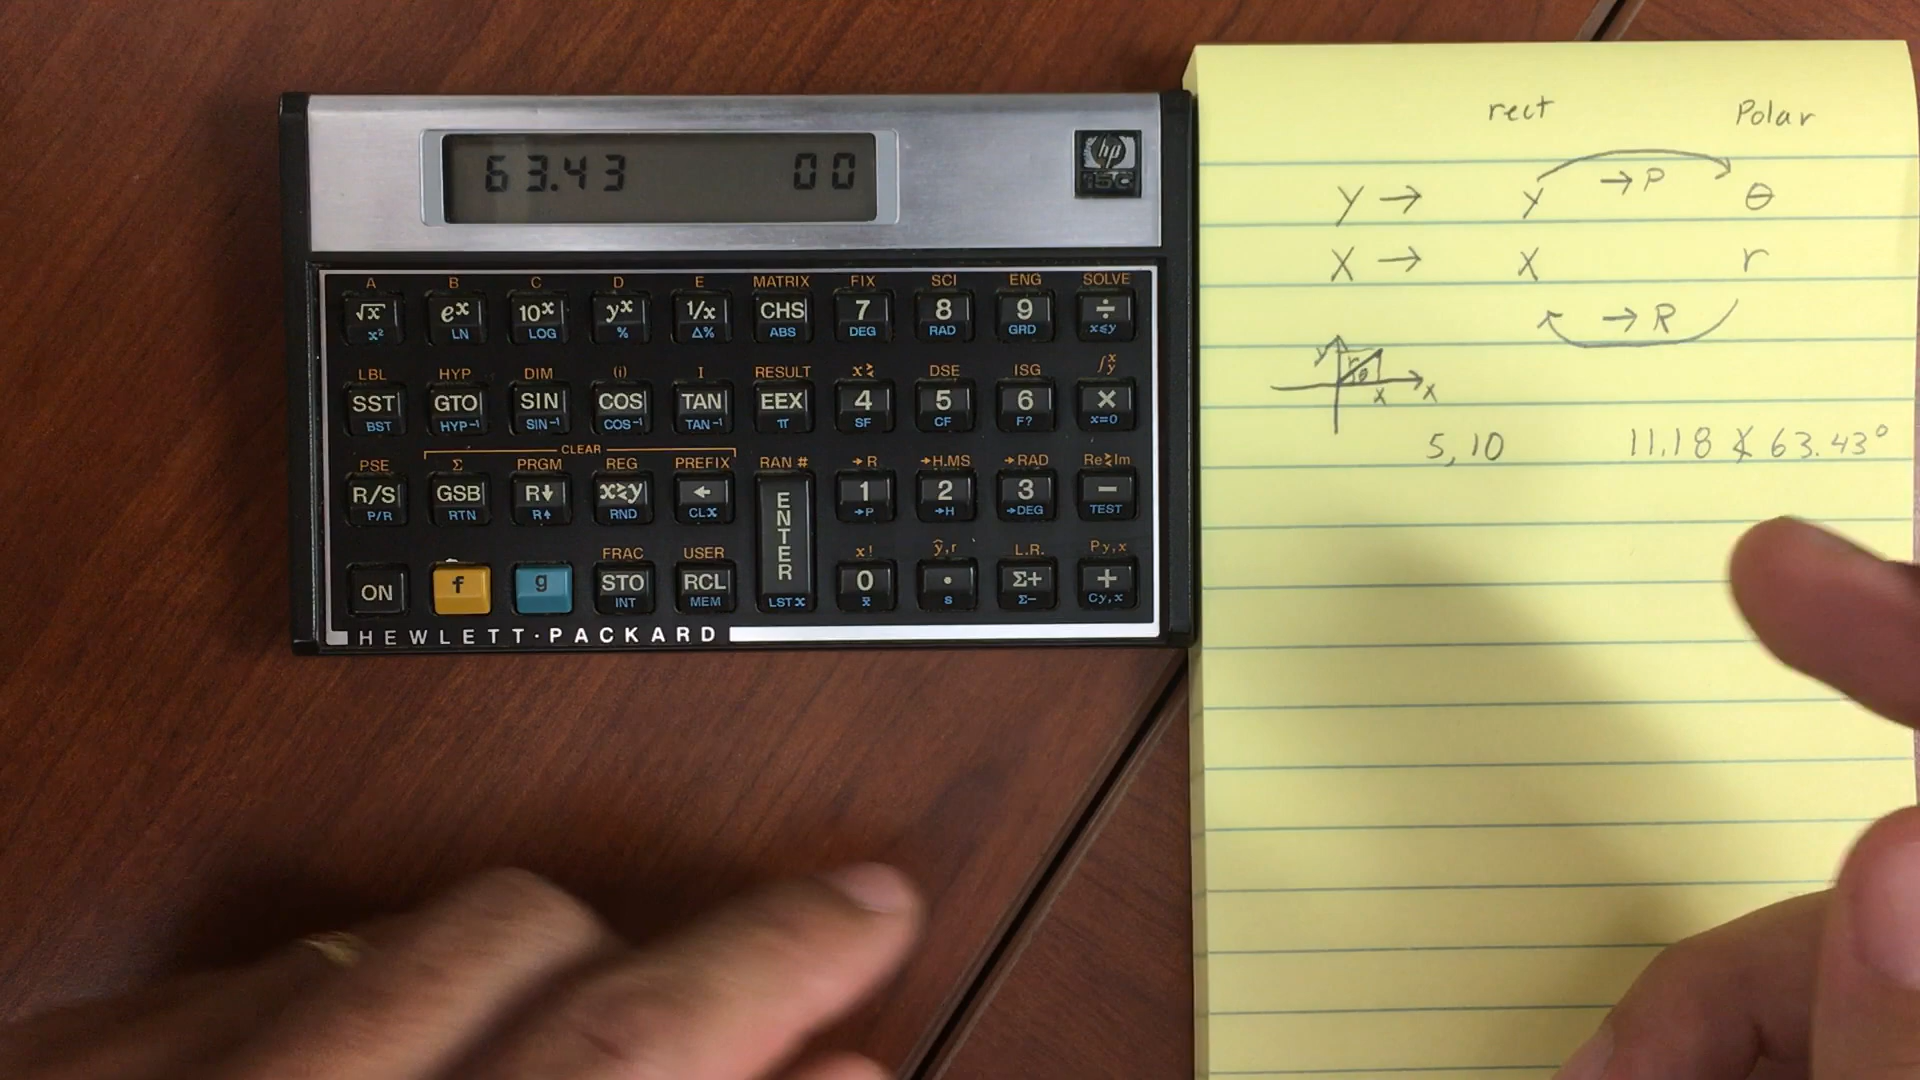 63.43 00
hp
15C
A B C D E MATRIX FIX SCI ENG SOLVE
√x eˣ 10ˣ yˣ 1/x CHS 7 8 9 ÷
x² LN LOG % Δ% ABS DEG RAD GRD x≤y
LBL HYP DIM (i) I RESULT x≷ DSE ISG ∫xy
SST GTO SIN COS TAN EEX 4 5 6 ×
BST HYP⁻¹ SIN⁻¹ COS⁻¹ TAN⁻¹ π SF CF F? x=0
CLEAR
PSE Σ PRGM REG PREFIX RAN # →R →H.MS →RAD Re≷Im
R/S GSB R↓ x≷y ← ENTER 1 2 3 −
P/R RTN R↑ RND CLx →P →H →DEG TEST
FRAC USER x! ŷ,r L.R. Py,x
ON f g STO RCL 0 • Σ+ +
INT MEM LSTx x̄ s Σ− Cy,x
HEWLETT·PACKARD
rect Polar
Y → y →P θ
X → X r
→R
y r θ x x
5,10 11.18 ∡ 63.43°